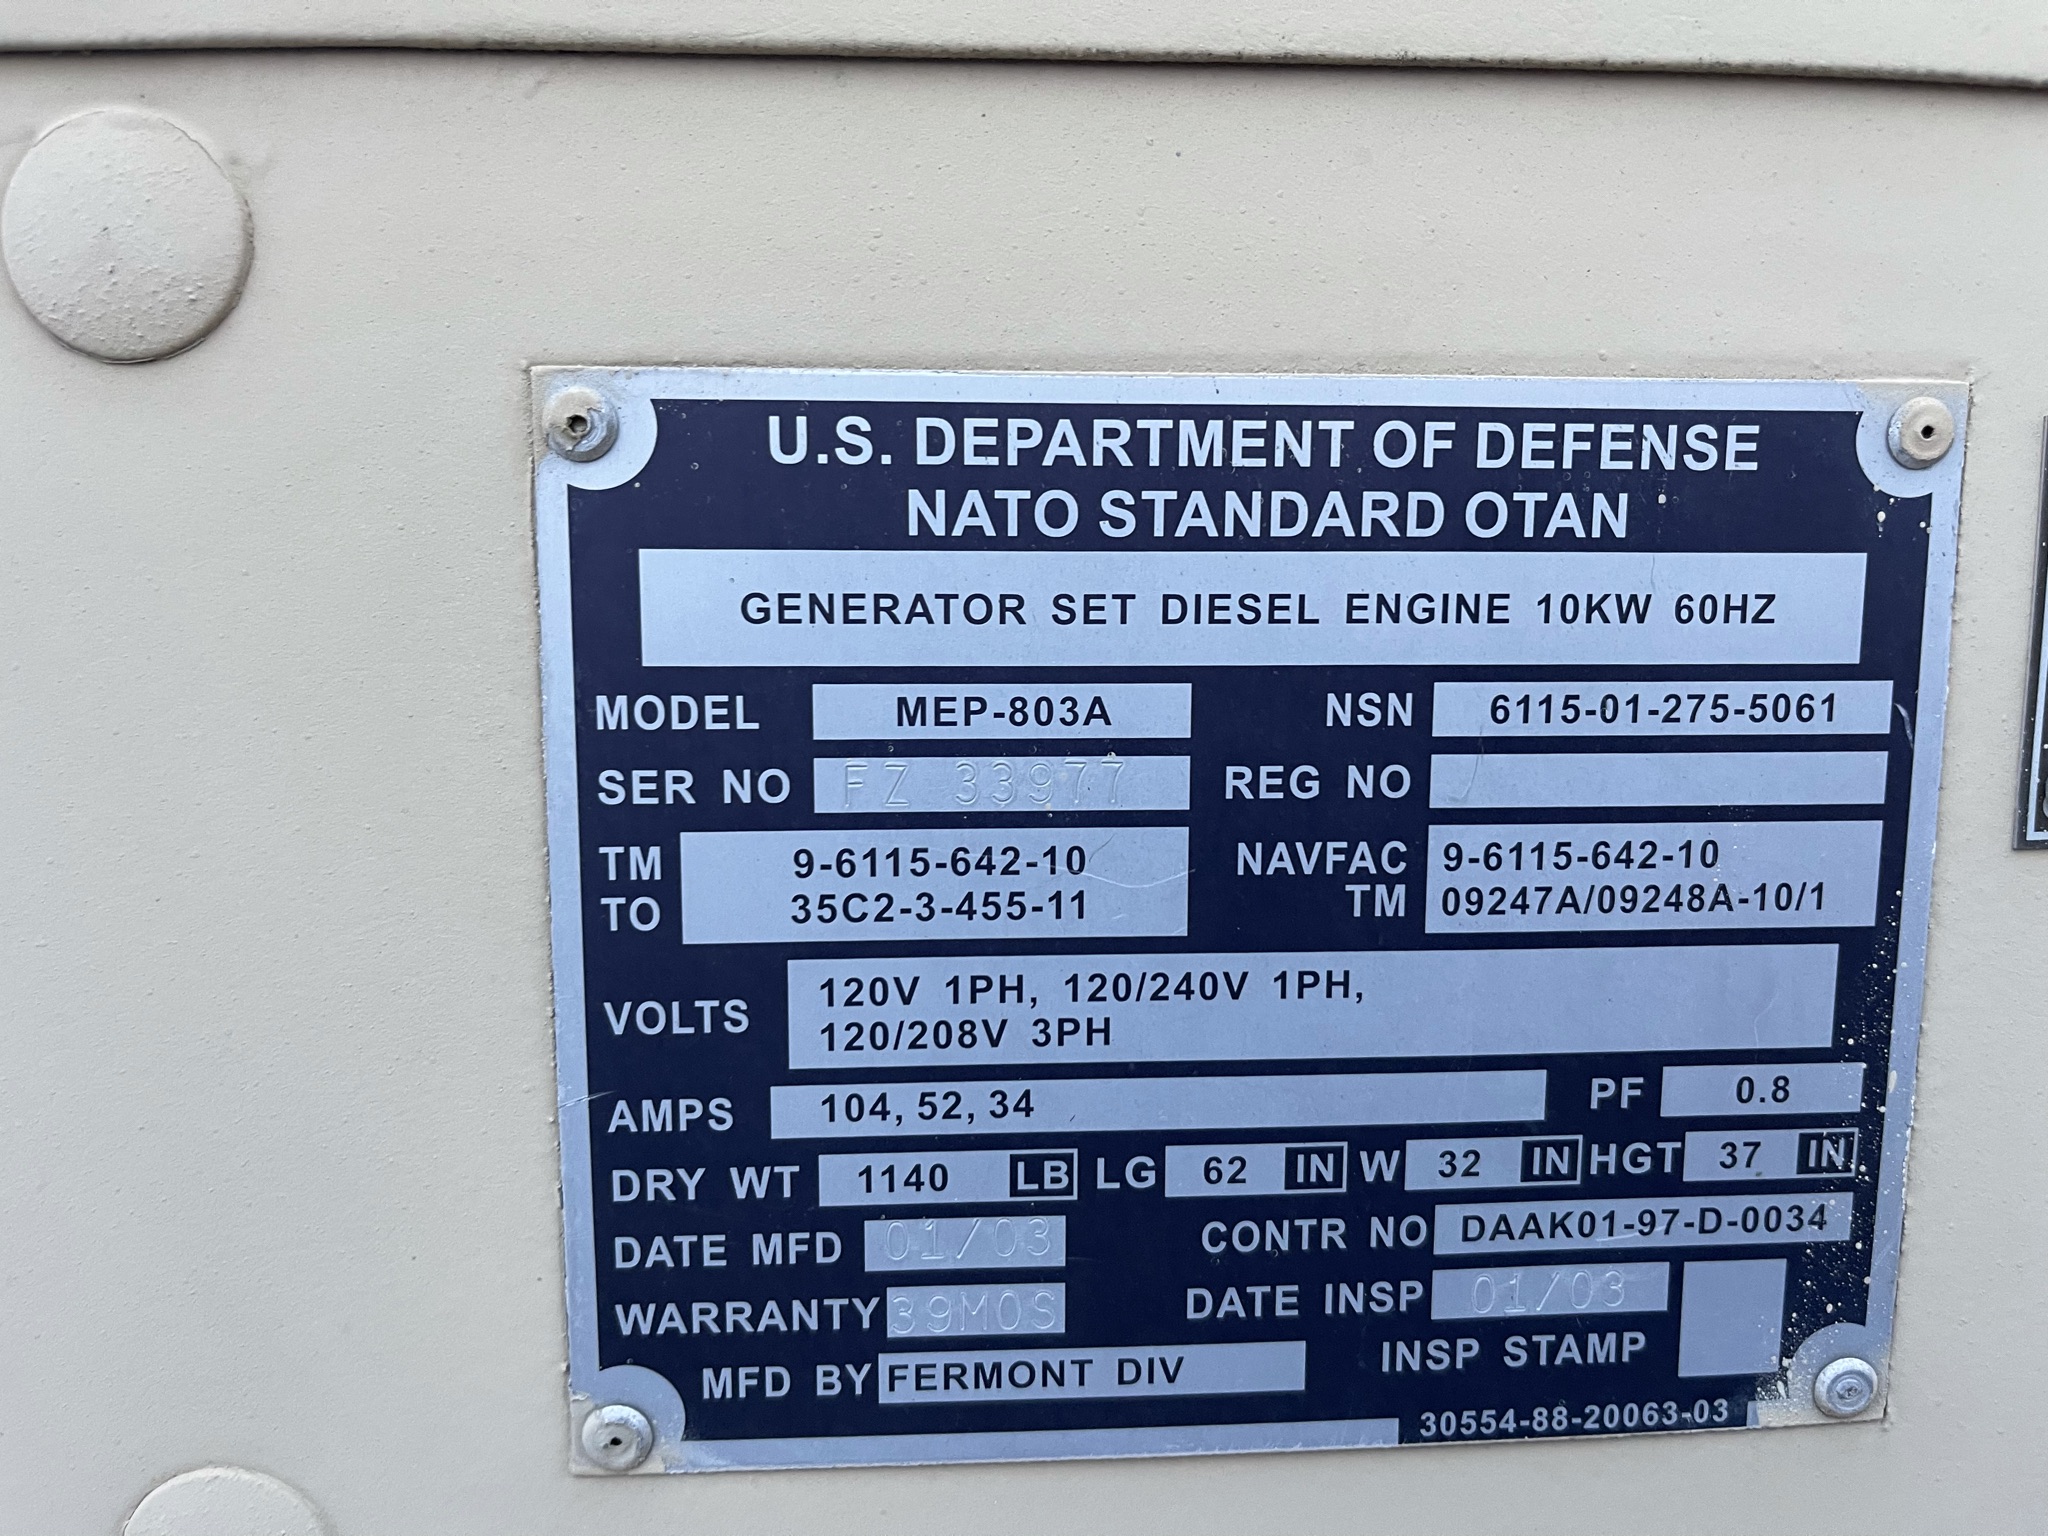 U.S. DEPARTMENT OF DEFENSE
NATO STANDARD OTAN
GENERATOR SET DIESEL ENGINE 10KW 60HZ
MODEL MEP-803A NSN 6115-01-275-5061
SER NO FZ 33977 REG NO
TM 9-6115-642-10 NAVFAC 9-6115-642-10
TO 35C2-3-455-11 TM 09247A/09248A-10/1
VOLTS 120V 1PH, 120/240V 1PH,
120/208V 3PH
AMPS 104, 52, 34 PF 0.8
DRY WT 1140 LB LG 62 IN W 32 IN HGT 37 IN
DATE MFD 01/03 CONTR NO DAAK01-97-D-0034
WARRANTY 39MOS DATE INSP 01/03
MFD BY FERMONT DIV INSP STAMP
30554-88-20063-03